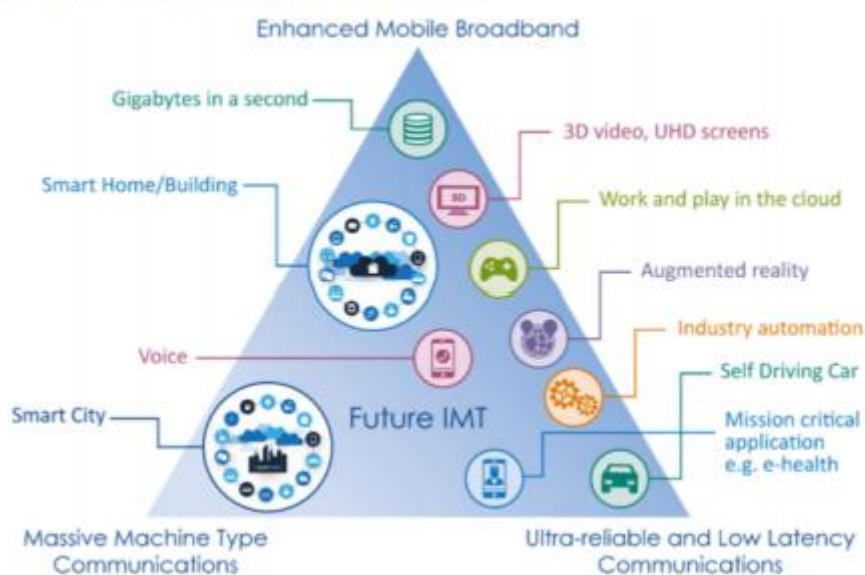 Enhanced Mobile Broadband
Gigabytes in a second
3D video, UHD screens
Smart Home/Building
3D
Work and play in the cloud
Augmented reality
Industry automation
Voice
Self Driving Car
Smart City
Future IMT
Mission critical
application
e.g. e-health
Massive Machine Type
Communications
Ultra-reliable and Low Latency
Communications